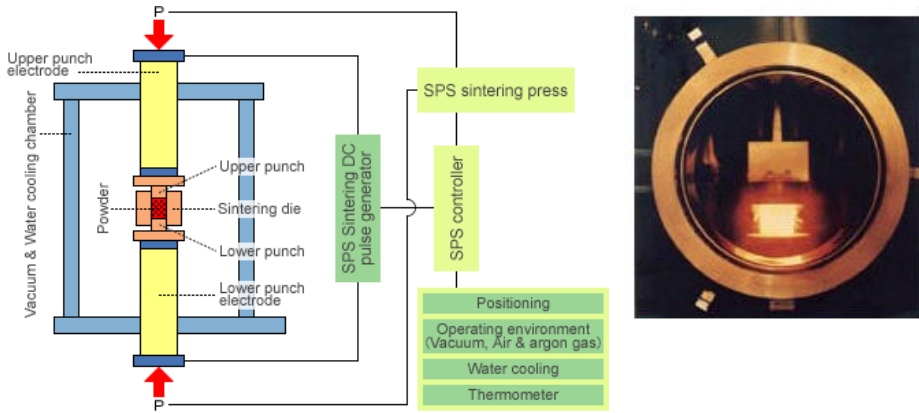 P
Upper punch
electrode
Vacuum & Water cooling chamber
Powder
Upper punch
Sintering die
Lower punch
Lower punch
electrode
P
SPS Sintering DC
pulse generator
SPS sintering press
SPS controller
Positioning
Operating environment
(Vacuum, Air & argon gas)
Water cooling
Thermometer